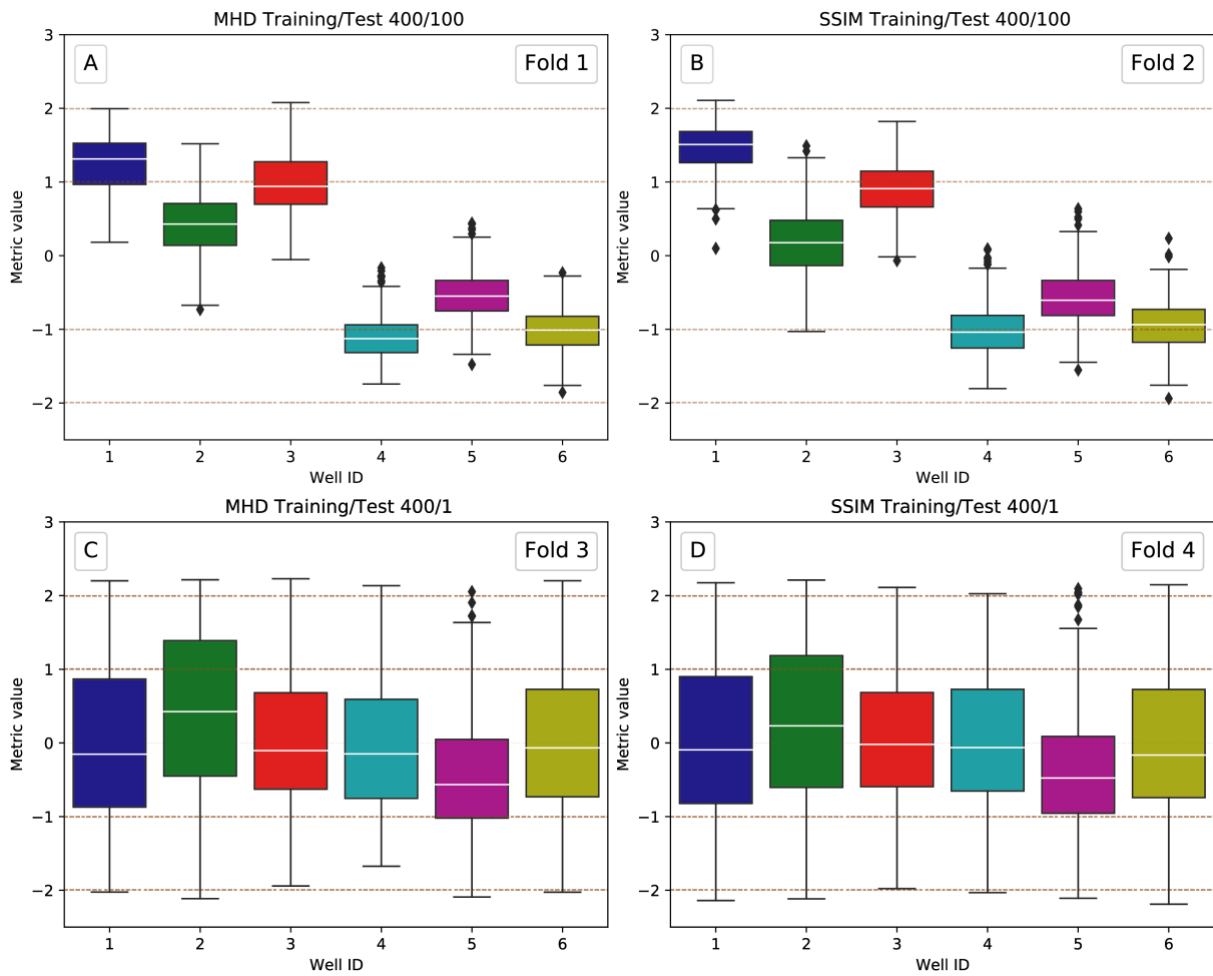 MHD Training/Test 400/100
A
Fold 1
Metric value
3
2
1
0
−1
−2
1 2 3 4 5 6
Well ID
SSIM Training/Test 400/100
B
Fold 2
Metric value
3
2
1
0
−1
−2
1 2 3 4 5 6
Well ID
MHD Training/Test 400/1
C
Fold 3
Metric value
3
2
1
0
−1
−2
1 2 3 4 5 6
Well ID
SSIM Training/Test 400/1
D
Fold 4
Metric value
3
2
1
0
−1
−2
1 2 3 4 5 6
Well ID